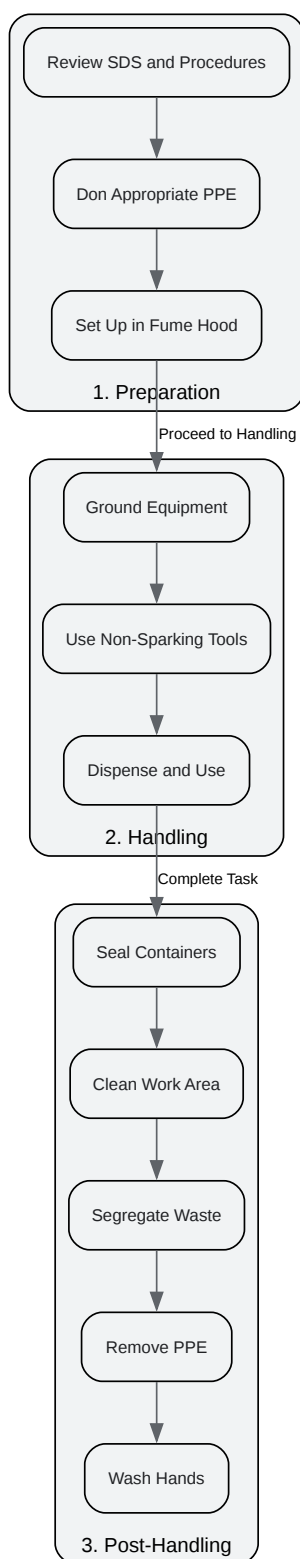 Review SDS and Procedures
Don Appropriate PPE
Set Up in Fume Hood
1. Preparation
Proceed to Handling
Ground Equipment
Use Non-Sparking Tools
Dispense and Use
2. Handling
Complete Task
Seal Containers
Clean Work Area
Segregate Waste
Remove PPE
Wash Hands
3. Post-Handling